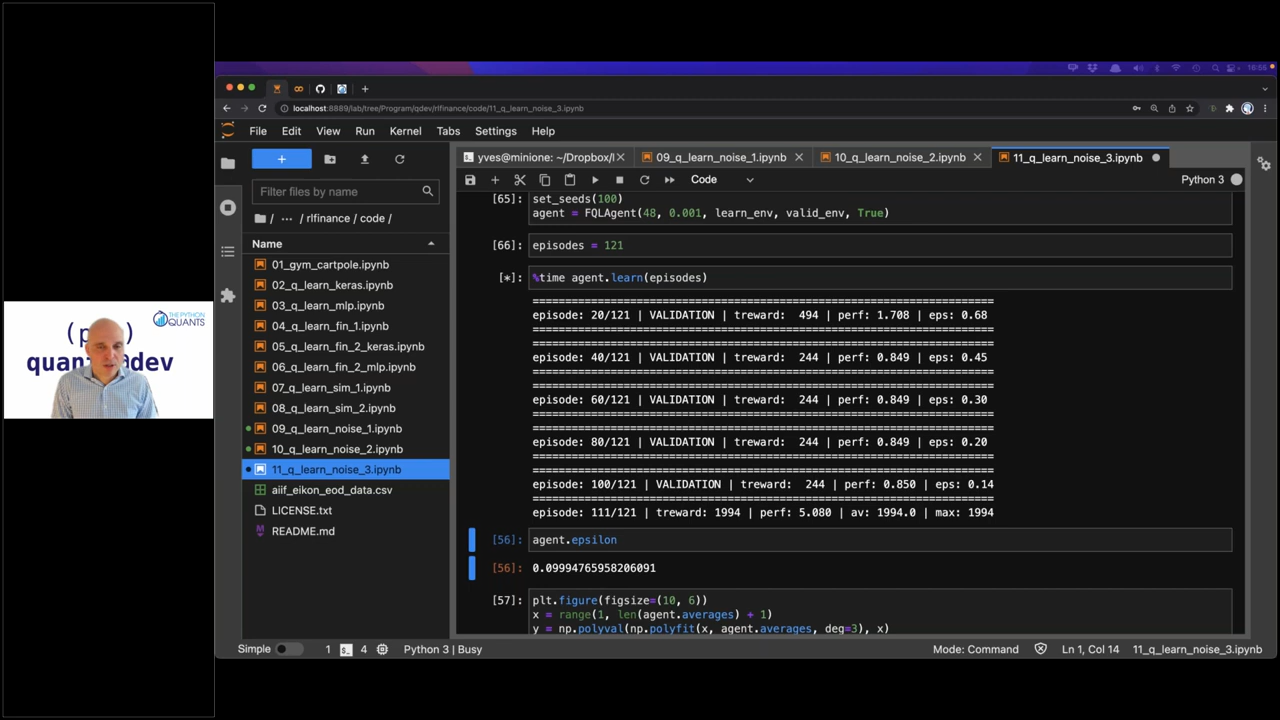 16:56
localhost:8889/lab/tree/Program/qdev/rlfinance/code/11_q_learn_noise_3.ipynb
File Edit View Run Kernel Tabs Settings Help
yves@minione: ~/Dropbox/
09_q_learn_noise_1.ipynb
10_q_learn_noise_2.ipynb
11_q_learn_noise_3.ipynb
Filter files by name
Code
Python 3
/ ... / rlfinance / code /
Name
01_gym_cartpole.ipynb
02_q_learn_keras.ipynb
03_q_learn_mlp.ipynb
04_q_learn_fin_1.ipynb
05_q_learn_fin_2_keras.ipynb
06_q_learn_fin_2_mlp.ipynb
07_q_learn_sim_1.ipynb
08_q_learn_sim_2.ipynb
09_q_learn_noise_1.ipynb
10_q_learn_noise_2.ipynb
11_q_learn_noise_3.ipynb
aiif_eikon_eod_data.csv
LICENSE.txt
README.md
[65]: set_seeds(100)
agent = FQLAgent(48, 0.001, learn_env, valid_env, True)
[66]: episodes = 121
[*]: %time agent.learn(episodes)
=================================================================
episode: 20/121 | VALIDATION | treward: 494 | perf: 1.708 | eps: 0.68
=================================================================
=================================================================
episode: 40/121 | VALIDATION | treward: 244 | perf: 0.849 | eps: 0.45
=================================================================
=================================================================
episode: 60/121 | VALIDATION | treward: 244 | perf: 0.849 | eps: 0.30
=================================================================
=================================================================
episode: 80/121 | VALIDATION | treward: 244 | perf: 0.849 | eps: 0.20
=================================================================
=================================================================
episode: 100/121 | VALIDATION | treward: 244 | perf: 0.850 | eps: 0.14
=================================================================
episode: 111/121 | treward: 1994 | perf: 5.080 | av: 1994.0 | max: 1994
[56]: agent.epsilon
[56]: 0.09994765958206091
[57]: plt.figure(figsize=(10, 6))
x = range(1, len(agent.averages) + 1)
y = np.polyval(np.polyfit(x, agent.averages, deg=3), x)
Simple 1 4 Python 3 | Busy
Mode: Command Ln 1, Col 14 11_q_learn_noise_3.ipynb
THE PYTHON
QUANTS